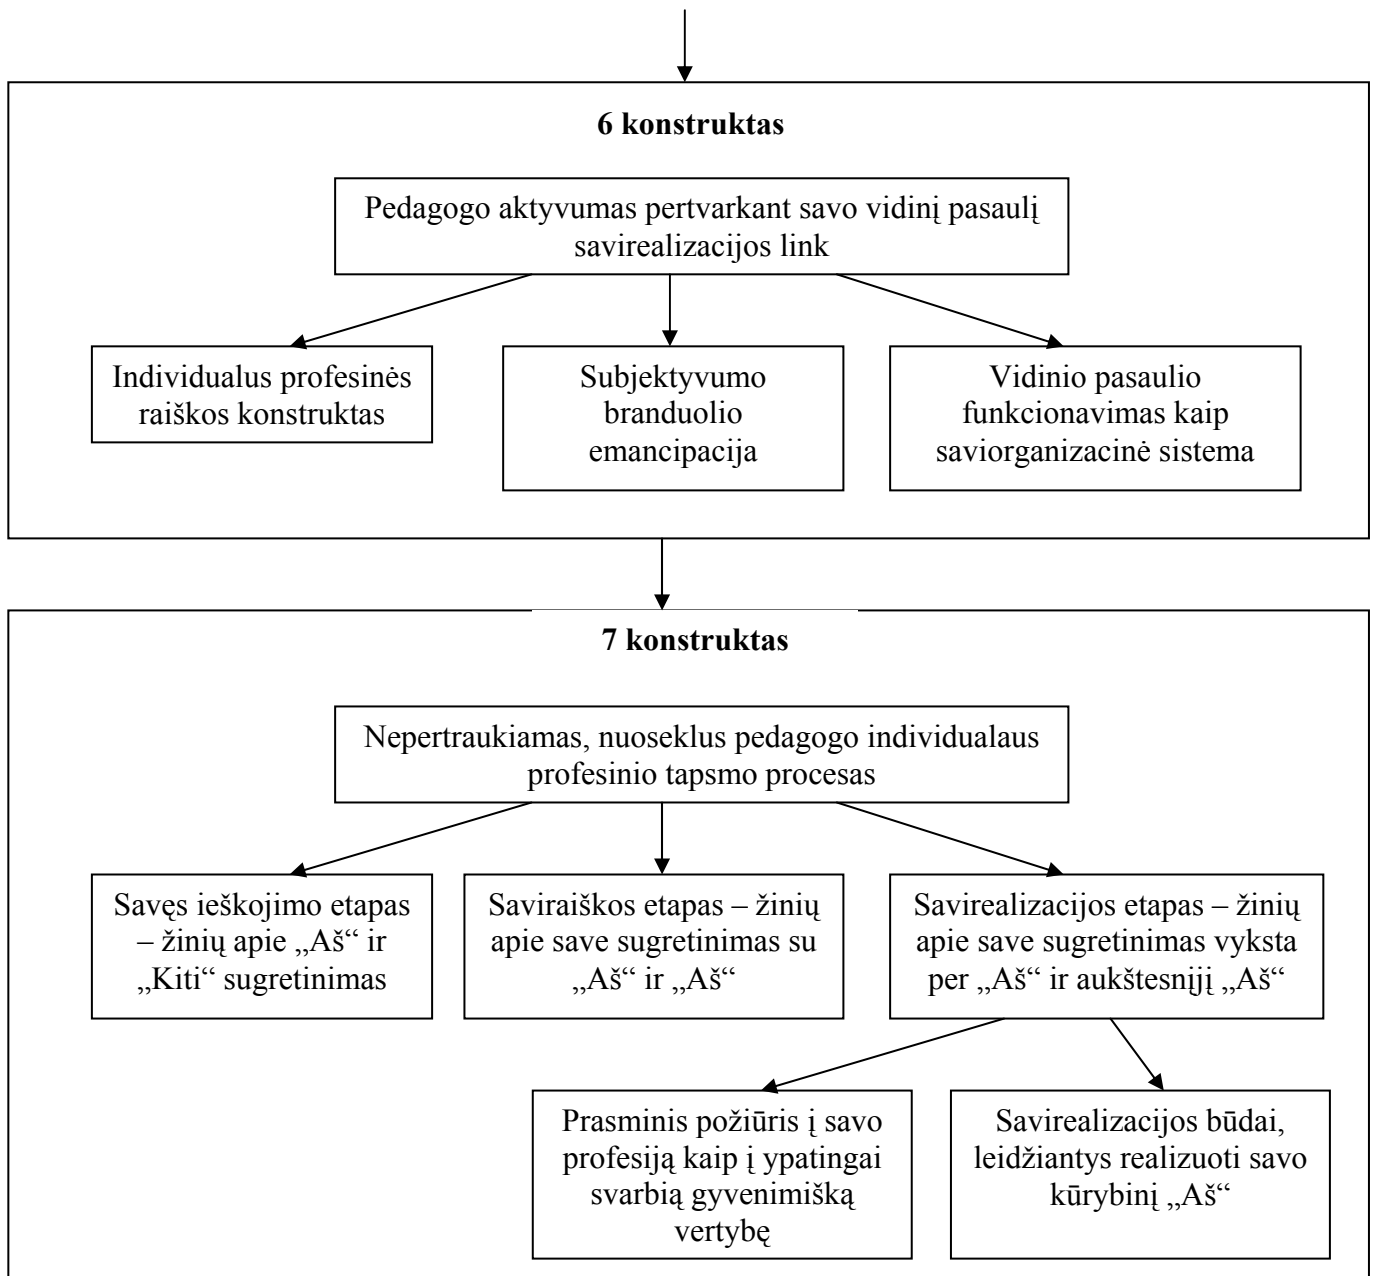 6 konstruktas
Pedagogo aktyvumas pertvarkant savo vidinį pasaulį
savirealizacijos link
Individualus profesinės
raiškos konstruktas
Subjektyvumo
branduolio
emancipacija
Vidinio pasaulio
funkcionavimas kaip
saviorganizacinė sistema
7 konstruktas
Nepertraukiamas, nuoseklus pedagogo individualaus
profesinio tapsmo procesas
Savęs ieškojimo etapas
– žinių apie „Aš“ ir
„Kiti“ sugretinimas
Saviraiškos etapas – žinių
apie save sugretinimas su
„Aš“ ir „Aš“
Savirealizacijos etapas – žinių
apie save sugretinimas vyksta
per „Aš“ ir aukštesnįjį „Aš“
Prasminis požiūris į savo
profesiją kaip į ypatingai
svarbią gyvenimišką
vertybę
Savirealizacijos būdai,
leidžiantys realizuoti savo
kūrybinį „Aš“